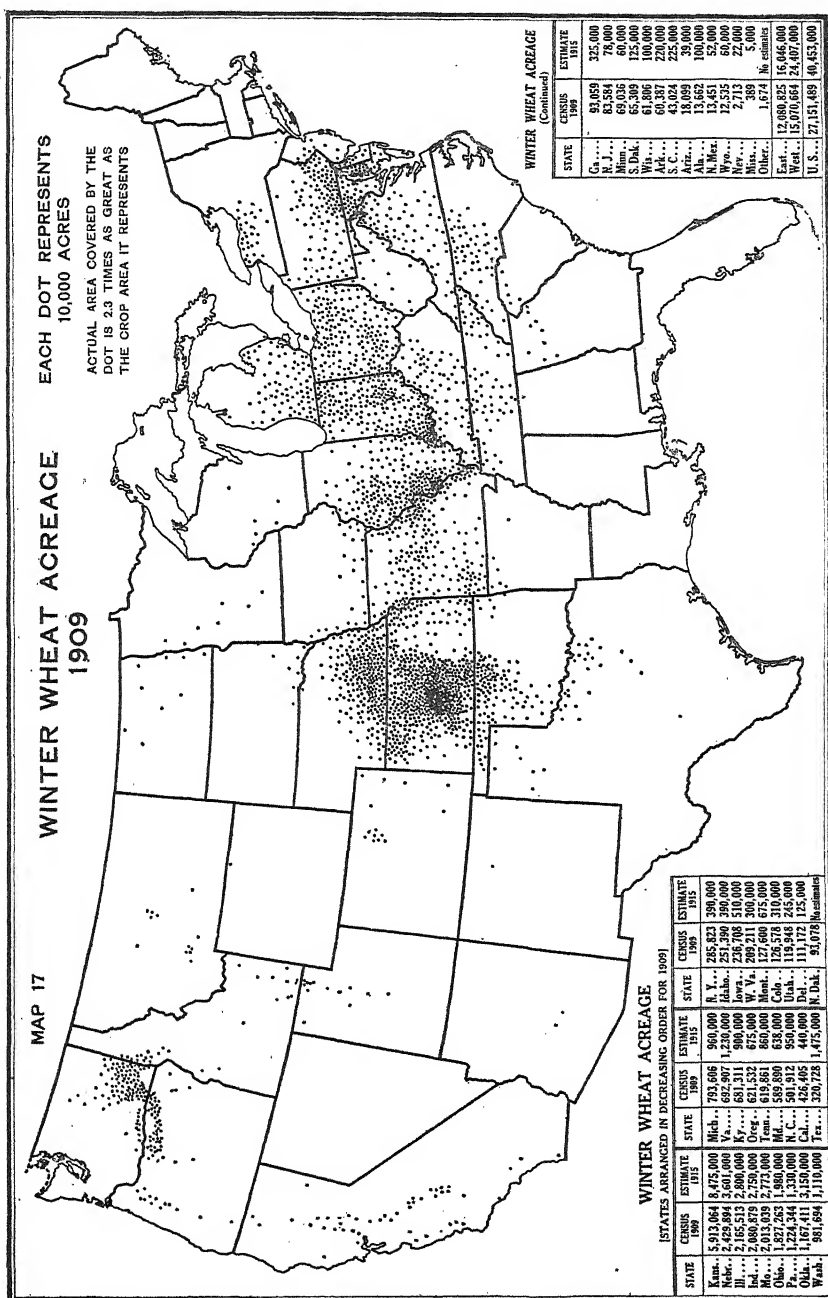 MAP 17
WINTER WHEAT ACREAGE
1909
EACH DOT REPRESENTS
10,000 ACRES
ACTUAL AREA COVERED BY THE
DOT IS 2.3 TIMES AS GREAT AS
THE CROP AREA IT REPRESENTS
WINTER WHEAT ACREAGE
[STATES ARRANGED IN DECREASING ORDER FOR 1909]
STATE CENSUS 1909 ESTIMATE 1915 STATE CENSUS 1909 ESTIMATE 1915 STATE CENSUS 1909 ESTIMATE 1915
Kans.. 5,913,064 8,475,000 Mich.. 793,606 960,000 N. Y... 285,823 390,000
Nebr.. 2,429,894 3,601,000 Va.... 692,907 1,230,000 Idaho.. 251,390 390,000
Ill.... 2,165,513 2,800,000 Ky.... 681,311 900,000 Iowa... 236,708 510,000
Ind... 2,080,879 2,750,000 Oreg.. 621,532 675,000 W. Va. 209,211 300,000
Mo... 2,013,039 2,773,000 Tenn.. 619,861 860,000 Mont.. 127,600 675,000
Ohio.. 1,827,263 1,980,000 Md.... 589,890 638,000 Colo... 126,578 310,000
Pa.... 1,224,344 1,330,000 N. C... 501,912 950,000 Utah.. 119,948 245,000
Okla.. 1,167,411 3,150,000 Cal.... 426,405 440,000 Del... 111,172 125,000
Wash. 981,694 1,110,000 Tex... 320,728 1,475,000 N. Dak. 93,078 No estimates
WINTER WHEAT ACREAGE
(Continued)
STATE CENSUS 1909 ESTIMATE 1915
Ga.... 93,059 325,000
N. J... 83,584 78,000
Minn.. 69,036 60,000
S. Dak. 65,309 125,000
Wis... 61,806 100,000
Ark... 60,387 220,000
S. C... 43,024 225,000
Ariz... 18,099 39,000
Ala.... 13,662 100,000
N. Mex. 13,451 52,000
Wyo... 12,535 60,000
Nev... 2,713 22,000
Miss... 389 5,000
Other.. 1,674 No estimates
East.. 12,080,825 16,046,000
West.. 15,070,664 24,407,000
U. S... 27,151,489 40,453,000